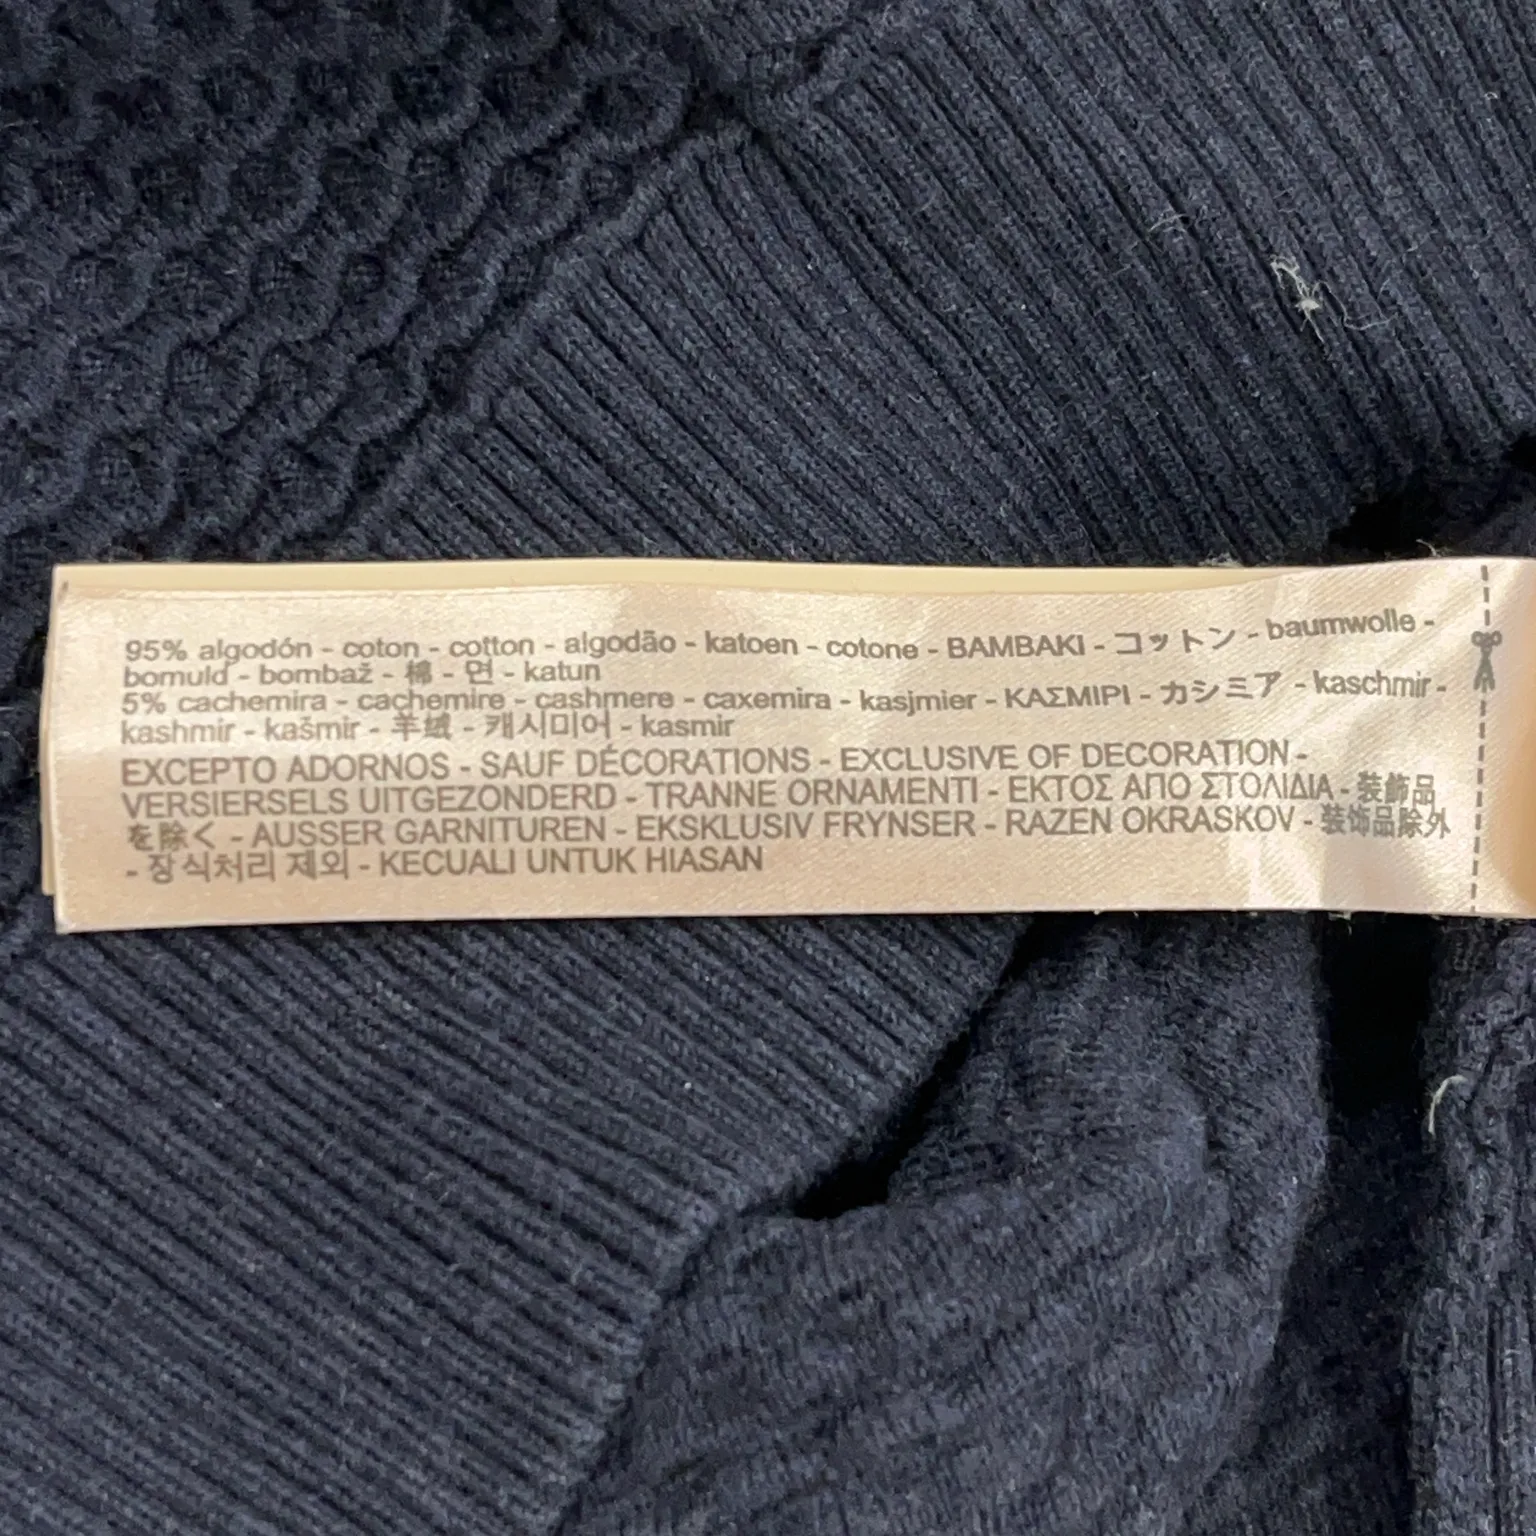 95% algodón - coton - cotton - algodão - katoen - cotone - BAMBAKI - コットン - baumwolle -
bomuld - bombaž - 棉 - 면 - katun
5% cachemira - cachemire - cashmere - caxemira - kasjmier - ΚΑΣΜΙΡΙ - カシミア - kaschmir -
kashmir - kašmir - 羊绒 - 캐시미어 - kasmir
EXCEPTO ADORNOS - SAUF DÉCORATIONS - EXCLUSIVE OF DECORATION -
VERSIERSELS UITGEZONDERD - TRANNE ORNAMENTI - ΕΚΤΟΣ ΑΠΟ ΣΤΟΛΙΔΙΑ - 装飾品
を除く - AUSSER GARNITUREN - EKSKLUSIV FRYNSER - RAZEN OKRASKOV - 装饰品除外
- 장식처리 제외 - KECUALI UNTUK HIASAN